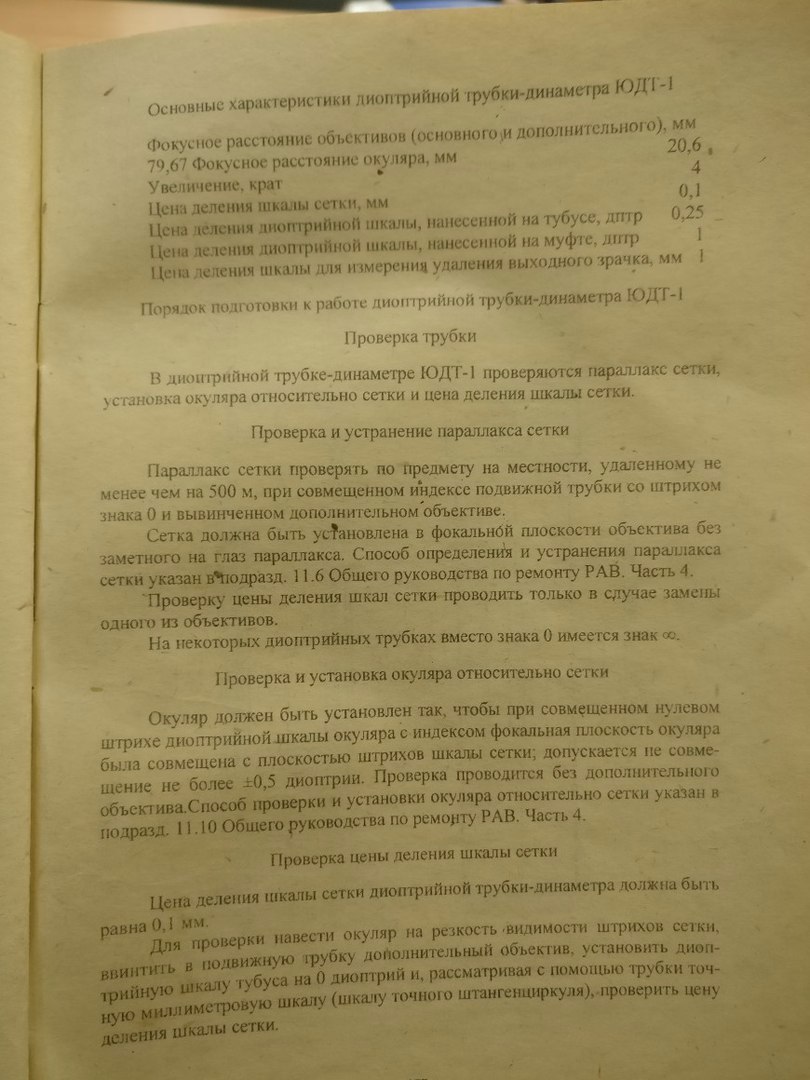 Основные характеристики диоптрийной трубки-динаметра ЮДТ-1
Фокусное расстояние объективов (основного и дополнительного), мм
79,67 Фокусное расстояние окуляра, мм 20,6
Увеличение, крат 4
Цена деления шкалы сетки, мм 0,1
Цена деления диоптрийной шкалы, нанесенной на тубусе, дптр 0,25
Цена деления диоптрийной шкалы, нанесенной на муфте, дптр 1
Цена деления шкалы для измерения удаления выходного зрачка, мм 1
Порядок подготовки к работе диоптрийной трубки-динаметра ЮДТ-1
Проверка трубки
В диоптрийной трубке-динаметре ЮДТ-1 проверяются параллакс сетки,
установка окуляра относительно сетки и цена деления шкалы сетки.
Проверка и устранение параллакса сетки
Параллакс сетки проверять по предмету на местности, удаленному не
менее чем на 500 м, при совмещенном индексе подвижной трубки со штрихом
знака 0 и вывинченном дополнительном объективе.
Сетка должна быть установлена в фокальной плоскости объектива без
заметного на глаз параллакса. Способ определения и устранения параллакса
сетки указан в подразд. 11.6 Общего руководства по ремонту РАВ. Часть 4.
Проверку цены деления шкал сетки проводить только в случае замены
одного из объективов.
На некоторых диоптрийных трубках вместо знака 0 имеется знак ∞.
Проверка и установка окуляра относительно сетки
Окуляр должен быть установлен так, чтобы при совмещенном нулевом
штрихе диоптрийной шкалы окуляра с индексом фокальная плоскость окуляра
была совмещена с плоскостью штрихов шкалы сетки; допускается не совме-
щение не более ±0,5 диоптрии. Проверка проводится без дополнительного
объектива.Способ проверки и установки окуляра относительно сетки указан в
подразд. 11.10 Общего руководства по ремонту РАВ. Часть 4.
Проверка цены деления шкалы сетки
Цена деления шкалы сетки диоптрийной трубки-динаметра должна быть
равна 0,1 мм.
Для проверки навести окуляр на резкость видимости штрихов сетки,
ввинтить в подвижную трубку дополнительный объектив, установить диоп-
трийную шкалу тубуса на 0 диоптрий и, рассматривая с помощью трубки точ-
ную миллиметровую шкалу (шкалу точного штангенциркуля), проверить цену
деления шкалы сетки.